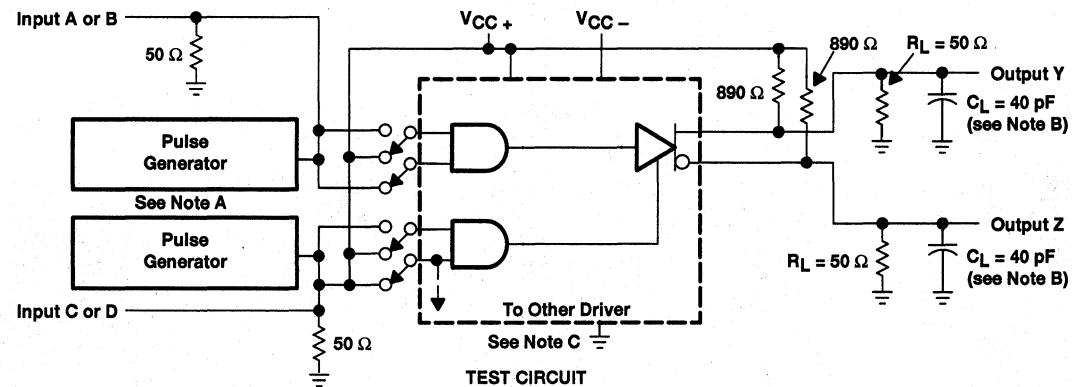 Input A or B
50 Ω
VCC +
VCC –
890 Ω
RL = 50 Ω
Output Y
890 Ω
CL = 40 pF
(see Note B)
Pulse
Generator
See Note A
Pulse
Generator
Output Z
RL = 50 Ω
CL = 40 pF
(see Note B)
Input C or D
To Other Driver
50 Ω
See Note C
TEST CIRCUIT